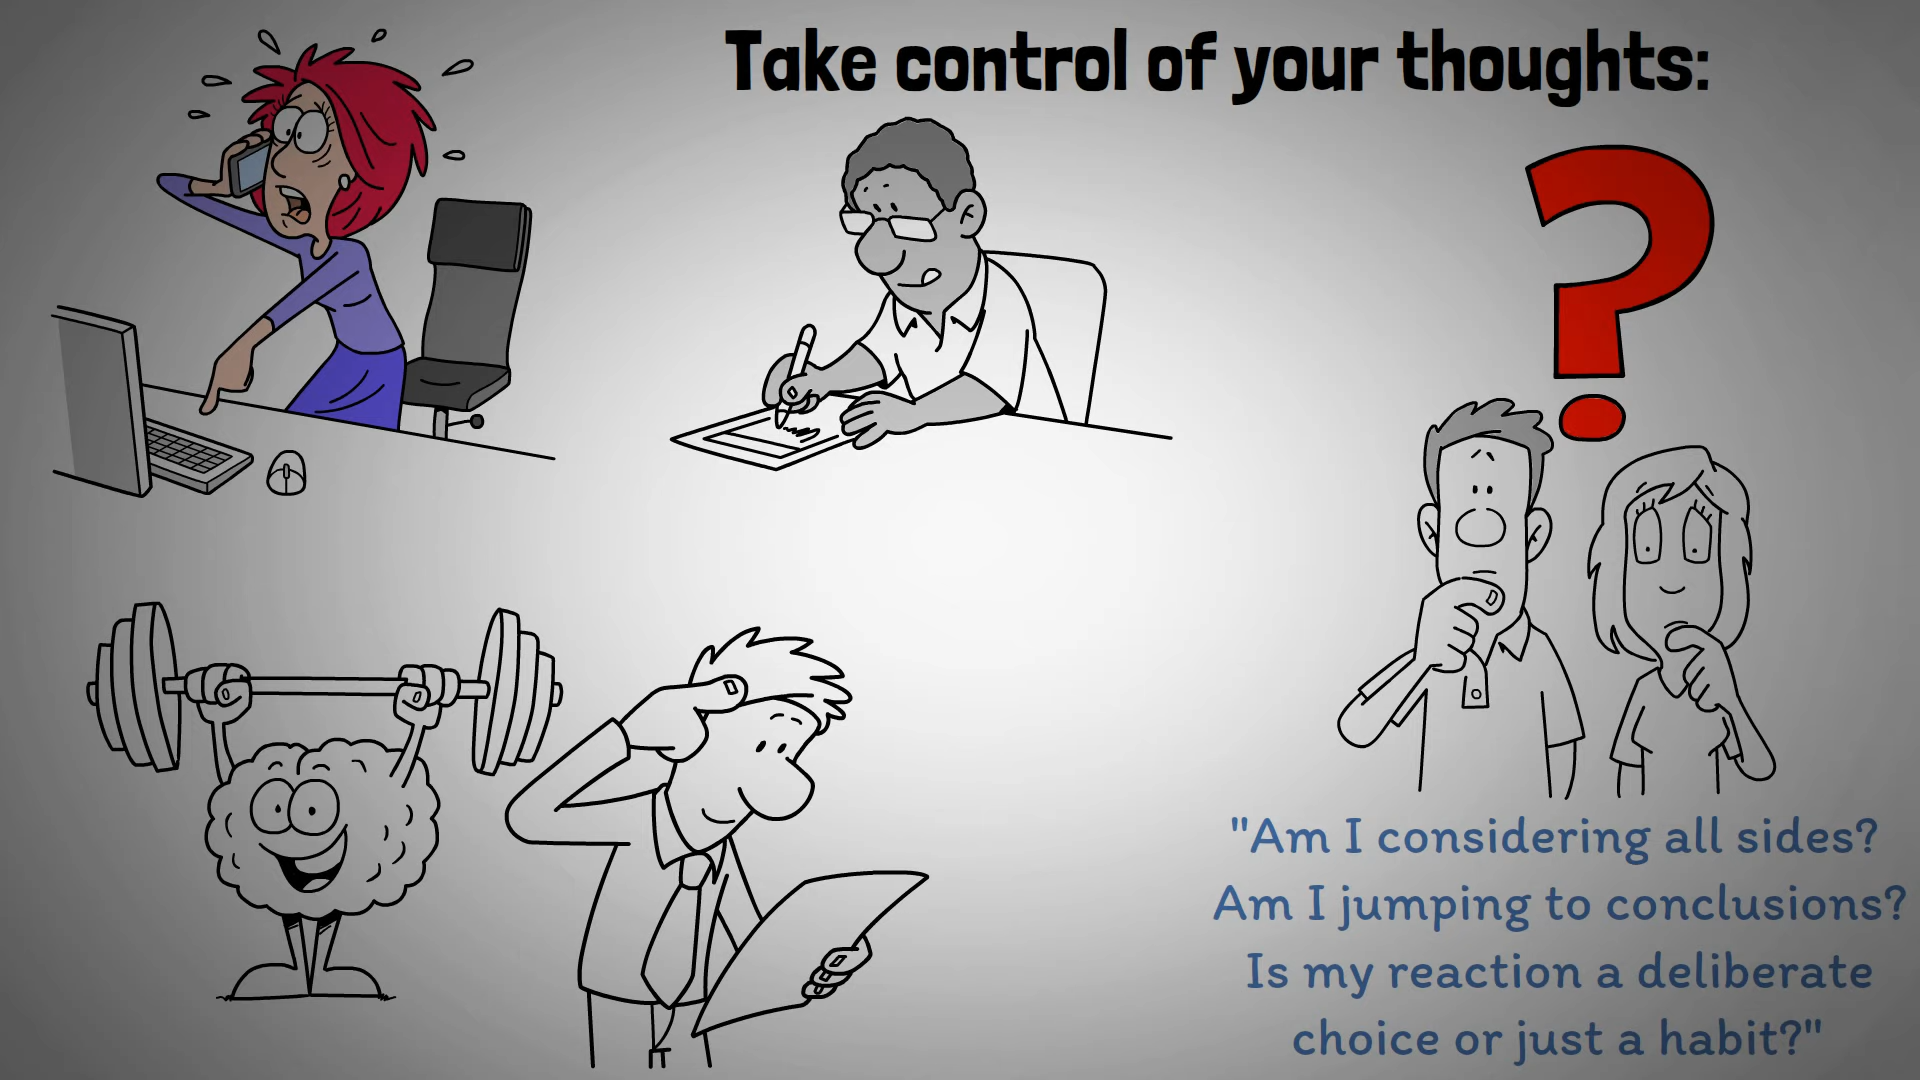 Take control of your thoughts:
"Am I considering all sides?
Am I jumping to conclusions?
Is my reaction a deliberate
choice or just a habit?"